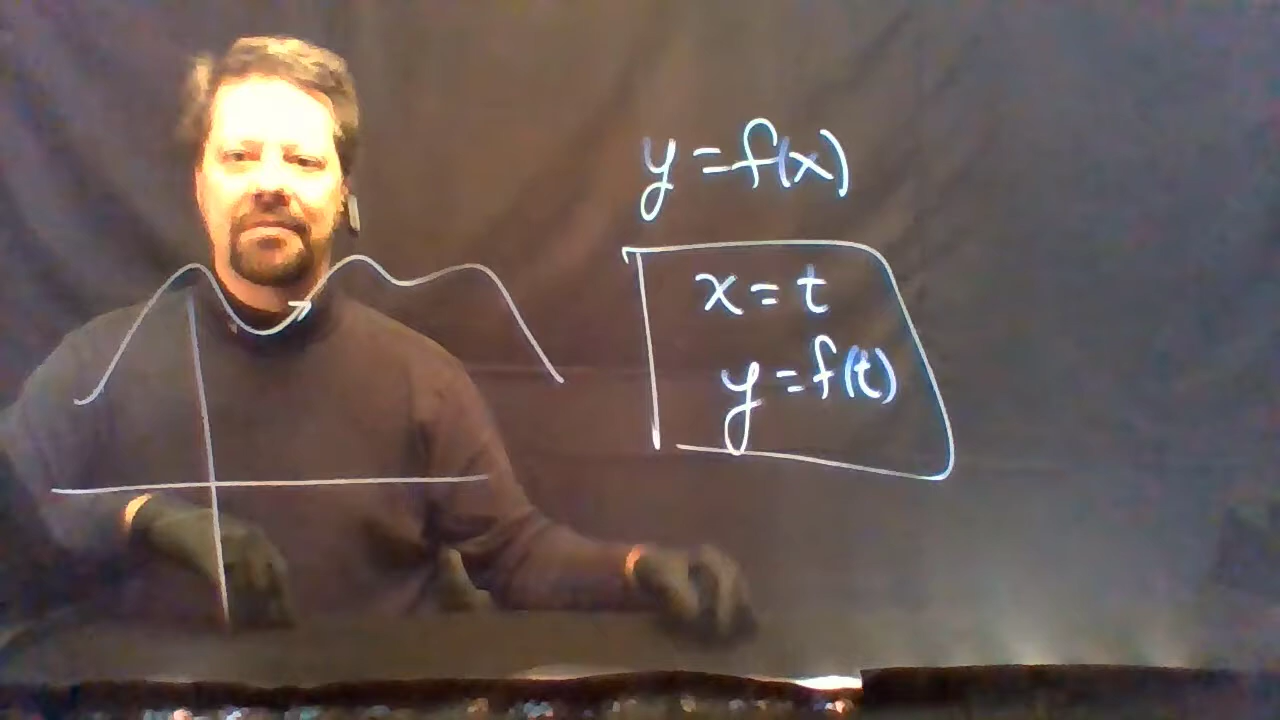 y = f(x)
x = t
y = f(t)